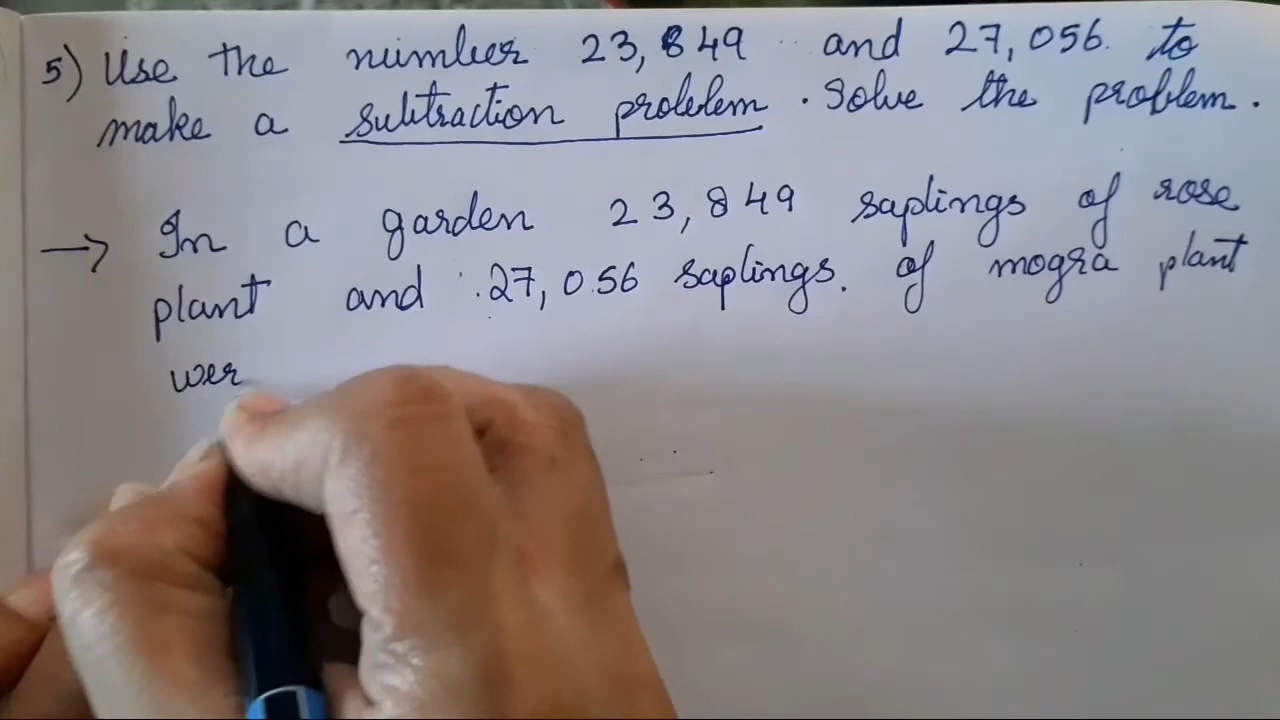 5) Use the number 23,849 and 27,056 to
make a subtraction problem. Solve the problem.
→ In a garden 23,849 saplings of rose
plant and 27,056 saplings. of mogra plant
wer